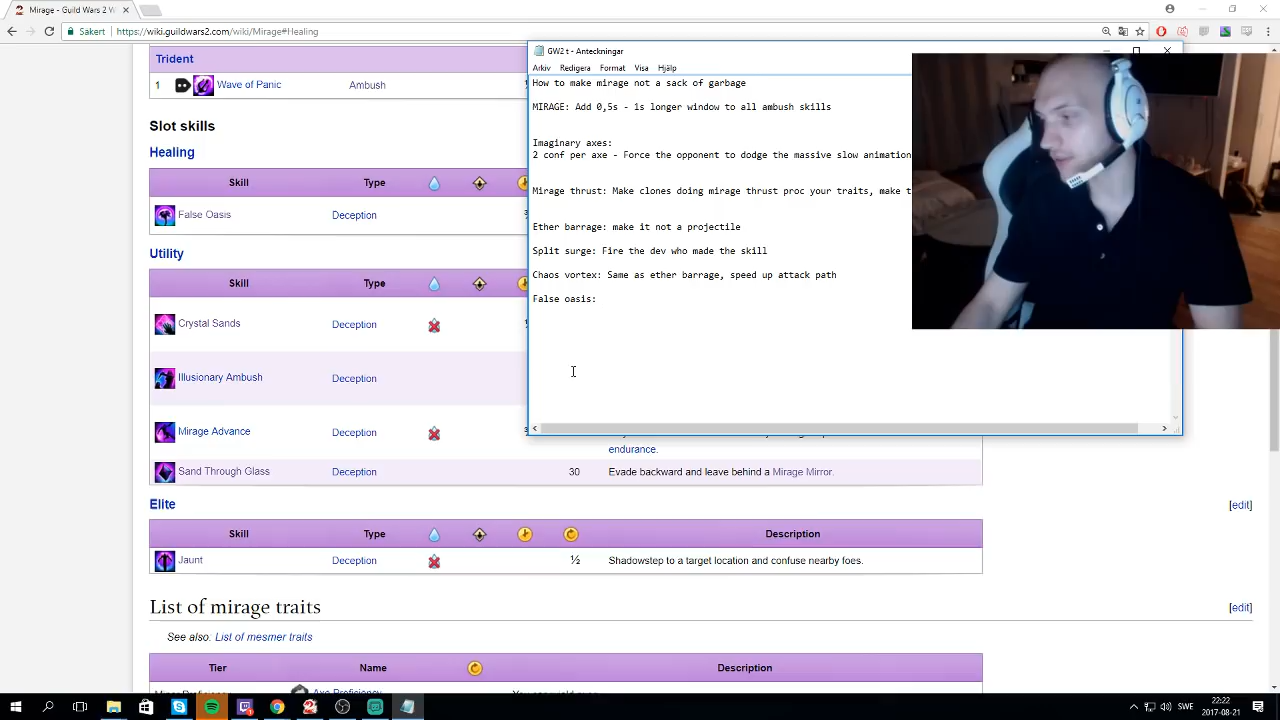 Mirage - Guild Wars 2 W
Säkert
https://wiki.guildwars2.com/wiki/Mirage#Healing
Trident
1 Wave of Panic Ambush
Slot skills
Healing
Skill Type
False Oasis Deception
Utility
Skill Type
Crystal Sands Deception
Illusionary Ambush Deception
Mirage Advance Deception
endurance.
Sand Through Glass Deception 30 Evade backward and leave behind a Mirage Mirror.
Elite [edit]
Skill Type Description
Jaunt Deception ½ Shadowstep to a target location and confuse nearby foes.
List of mirage traits [edit]
See also: List of mesmer traits
Tier Name Description
GW2 t - Anteckningar
Arkiv Redigera Format Visa Hjälp
How to make mirage not a sack of garbage
MIRAGE: Add 0,5s - is longer window to all ambush skills
Imaginary axes:
2 conf per axe - Force the opponent to dodge the massive slow animation
Mirage thrust: Make clones doing mirage thrust proc your traits, make t
Ether barrage: make it not a projectile
Split surge: Fire the dev who made the skill
Chaos vortex: Same as ether barrage, speed up attack path
False oasis:
SWE
22:22
2017-08-21